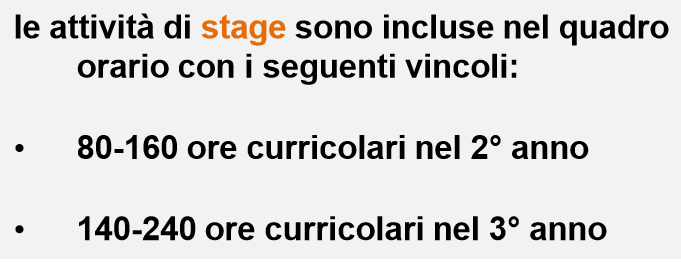 le attività di stage sono incluse nel quadro
orario con i seguenti vincoli:
• 80-160 ore curricolari nel 2° anno
• 140-240 ore curricolari nel 3° anno